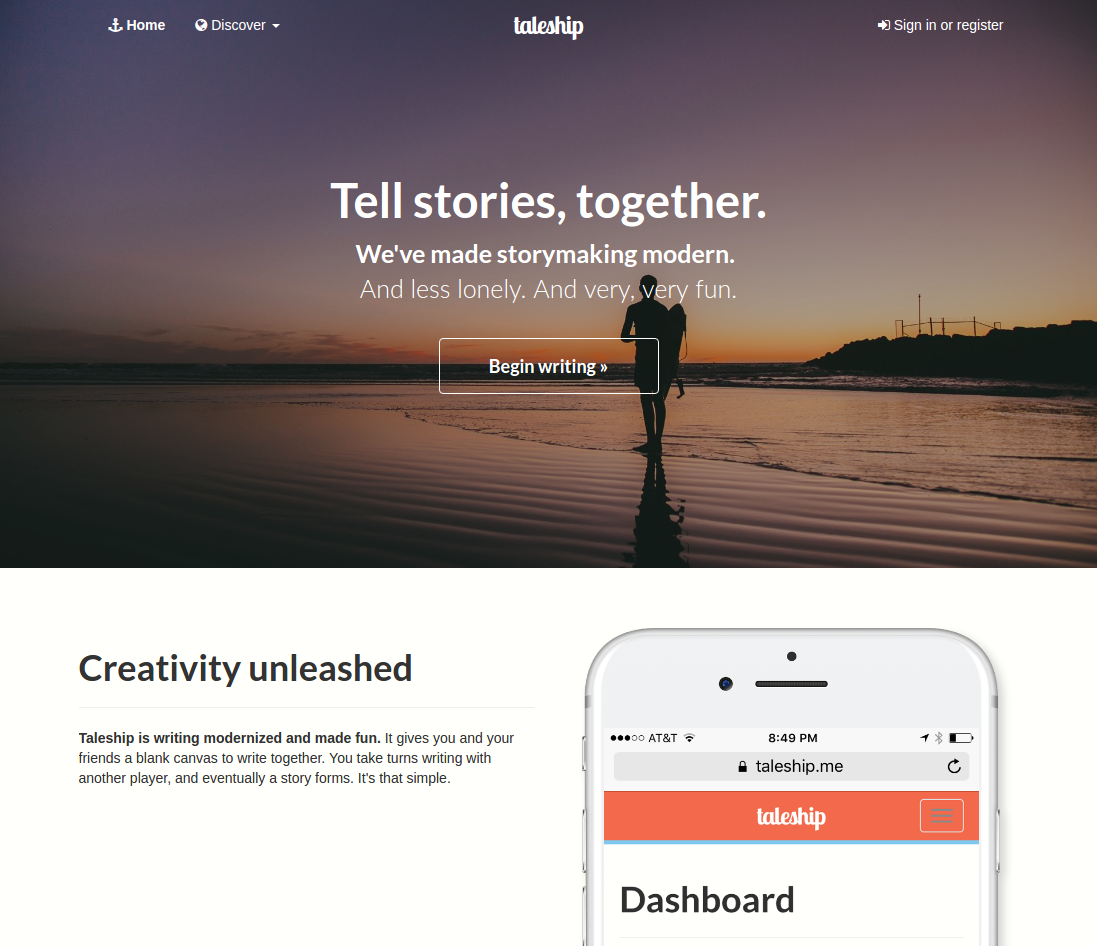 Home
Discover
taleship
Sign in or register
Tell stories, together.
We've made storymaking modern.
And less lonely. And very, very fun.
Begin writing »
Creativity unleashed
Taleship is writing modernized and made fun. It gives you and your
friends a blank canvas to write together. You take turns writing with
another player, and eventually a story forms. It's that simple.
AT&T
8:49 PM
taleship.me
taleship
Dashboard